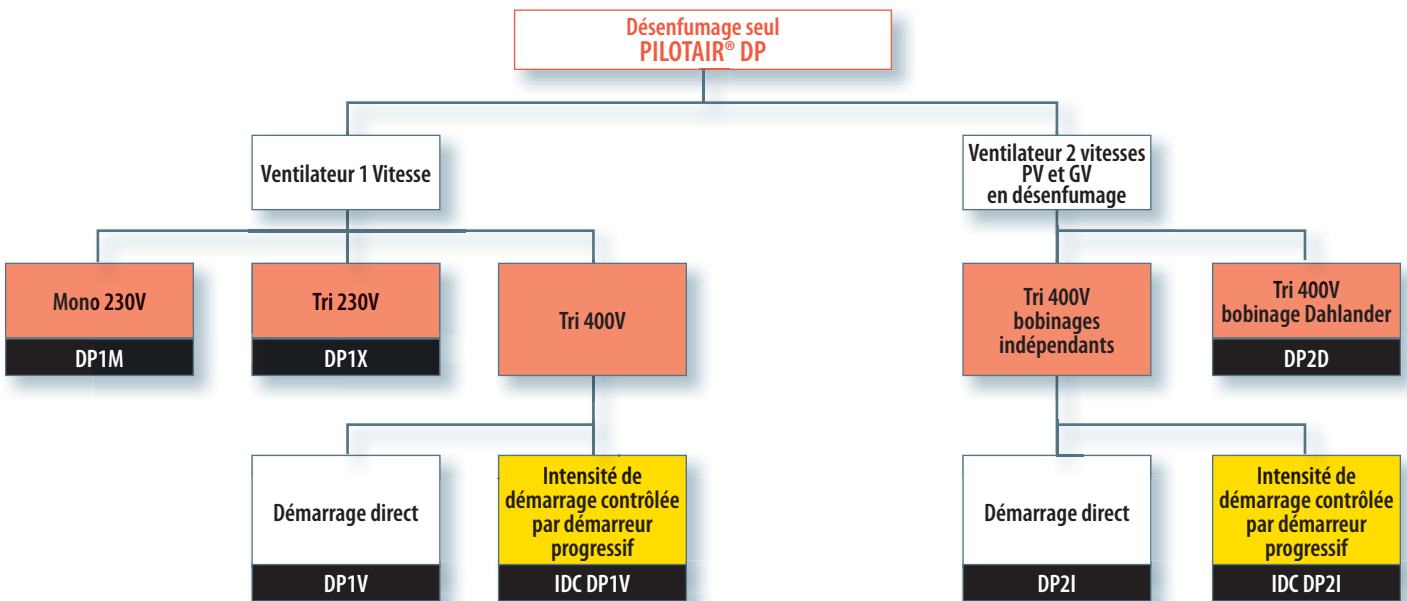 Désenfumage seul
PILOTAIR® DP
Ventilateur 1 Vitesse
Ventilateur 2 vitesses
PV et GV
en désenfumage
Mono 230V
DP1M
Tri 230V
DP1X
Tri 400V
Tri 400V
bobinages
indépendants
Tri 400V
bobinage Dahlander
DP2D
Démarrage direct
DP1V
Intensité de
démarrage contrôlée
par démarreur
progressif
IDC DP1V
Démarrage direct
DP2I
Intensité de
démarrage contrôlée
par démarreur
progressif
IDC DP2I